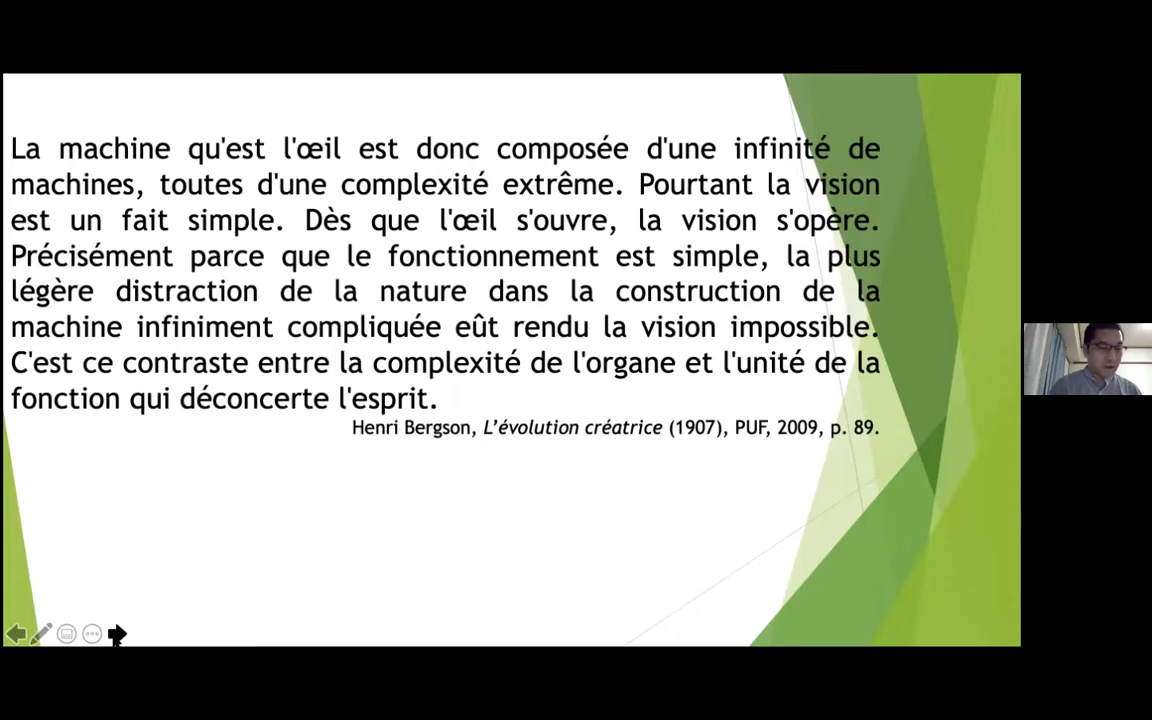 La machine qu'est l'œil est donc composée d'une infinité de
machines, toutes d'une complexité extrême. Pourtant la vision
est un fait simple. Dès que l'œil s'ouvre, la vision s'opère.
Précisément parce que le fonctionnement est simple, la plus
légère distraction de la nature dans la construction de la
machine infiniment compliquée eût rendu la vision impossible.
C'est ce contraste entre la complexité de l'organe et l'unité de la
fonction qui déconcerte l'esprit.
Henri Bergson, L’évolution créatrice (1907), PUF, 2009, p. 89.